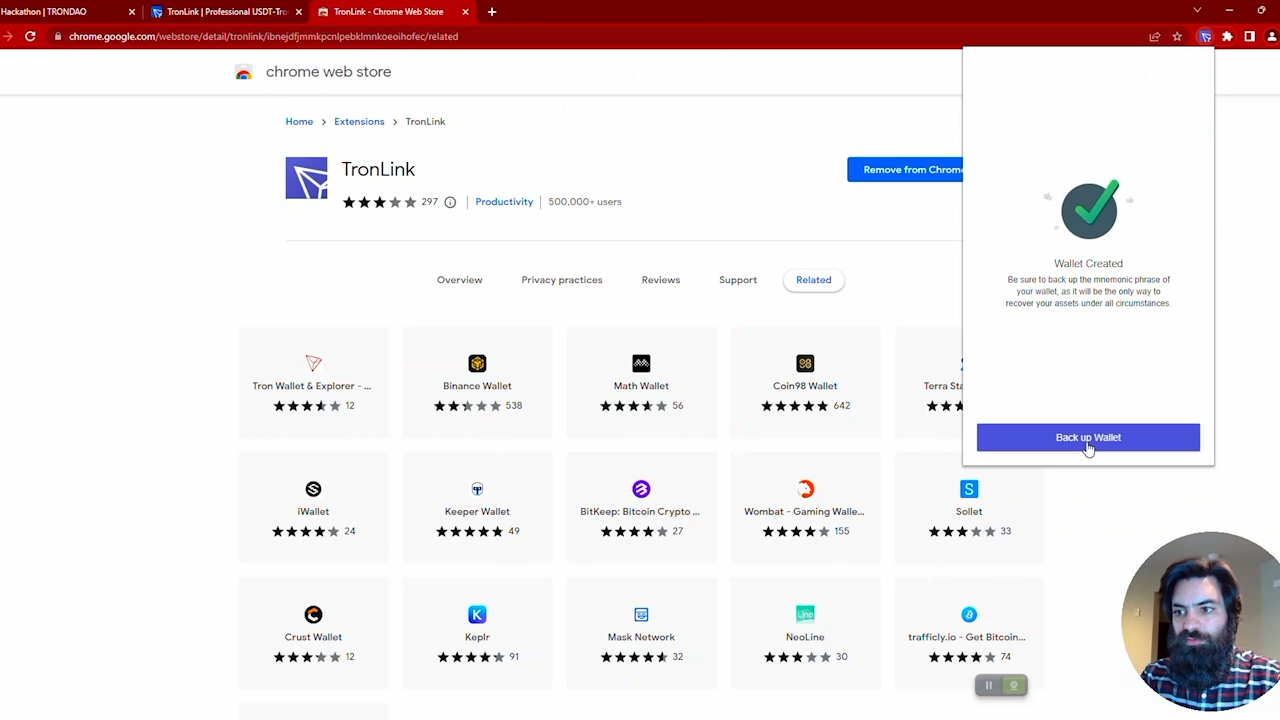 Hackathon | TRONDAO
TronLink | Professional USDT-Tro
TronLink - Chrome Web Store
chrome.google.com/webstore/detail/tronlink/ibnejdfjmmkpcnlpebklmnkoeoihofec/related
chrome web store
Home > Extensions > TronLink
TronLink
Remove from Chrome
297
Productivity
500,000+ users
Overview
Privacy practices
Reviews
Support
Related
Wallet Created
Be sure to back up the mnemonic phrase of
your wallet, as it will be the only way to
recover your assets under all circumstances.
Back up Wallet
Tron Wallet & Explorer - ...
12
Binance Wallet
538
Math Wallet
56
Coin98 Wallet
642
Terra Sta
iWallet
24
Keeper Wallet
49
BitKeep: Bitcoin Crypto ...
27
Wombat - Gaming Walle...
155
S
Sollet
33
Crust Wallet
12
K
Keplr
91
Mask Network
32
Uno
NeoLine
30
trafficly.io - Get Bitcoin...
74